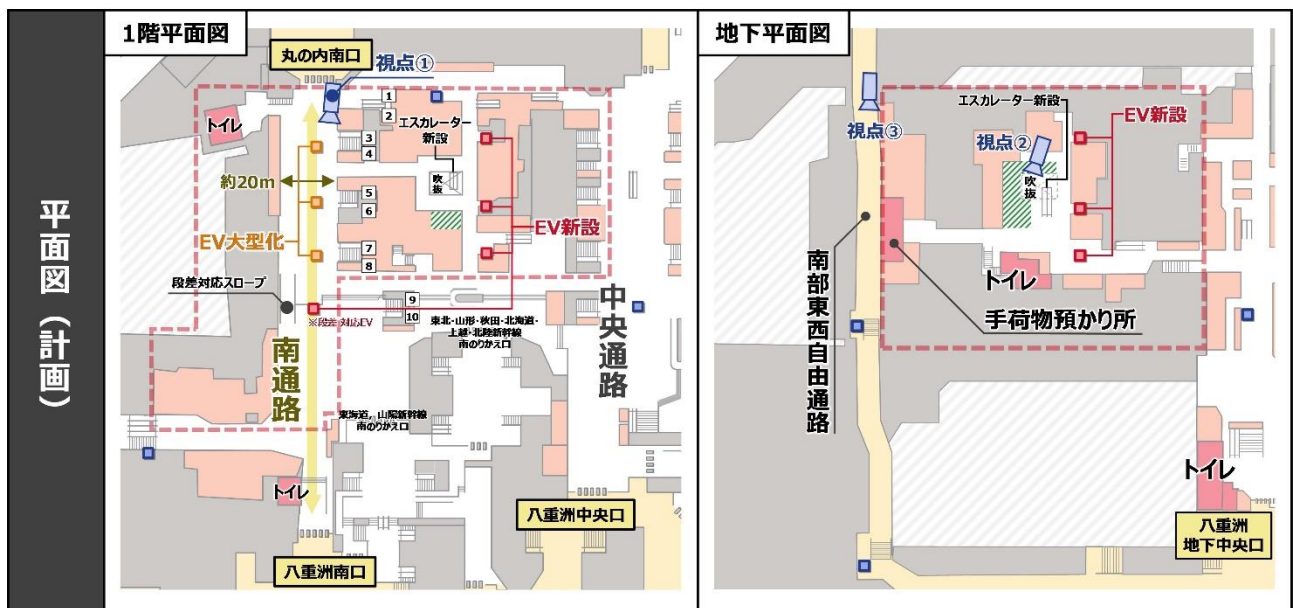 平面図（計画）
1階平面図
丸の内南口
視点①
トイレ
1
2
3
4
エスカレーター
新設
吹抜
約20m
5
6
EV大型化
EV新設
7
8
段差対応スロープ
9
10
※段差対応EV
東北・山形・秋田・北海道・
上越・北陸新幹線
南のりかえ口
中央通路
南通路
東海道，山陽新幹線
南のりかえ口
トイレ
八重洲中央口
八重洲南口
地下平面図
エスカレーター新設
EV新設
視点③
視点②
吹抜
トイレ
手荷物預かり所
南部東西自由通路
トイレ
八重洲
地下中央口